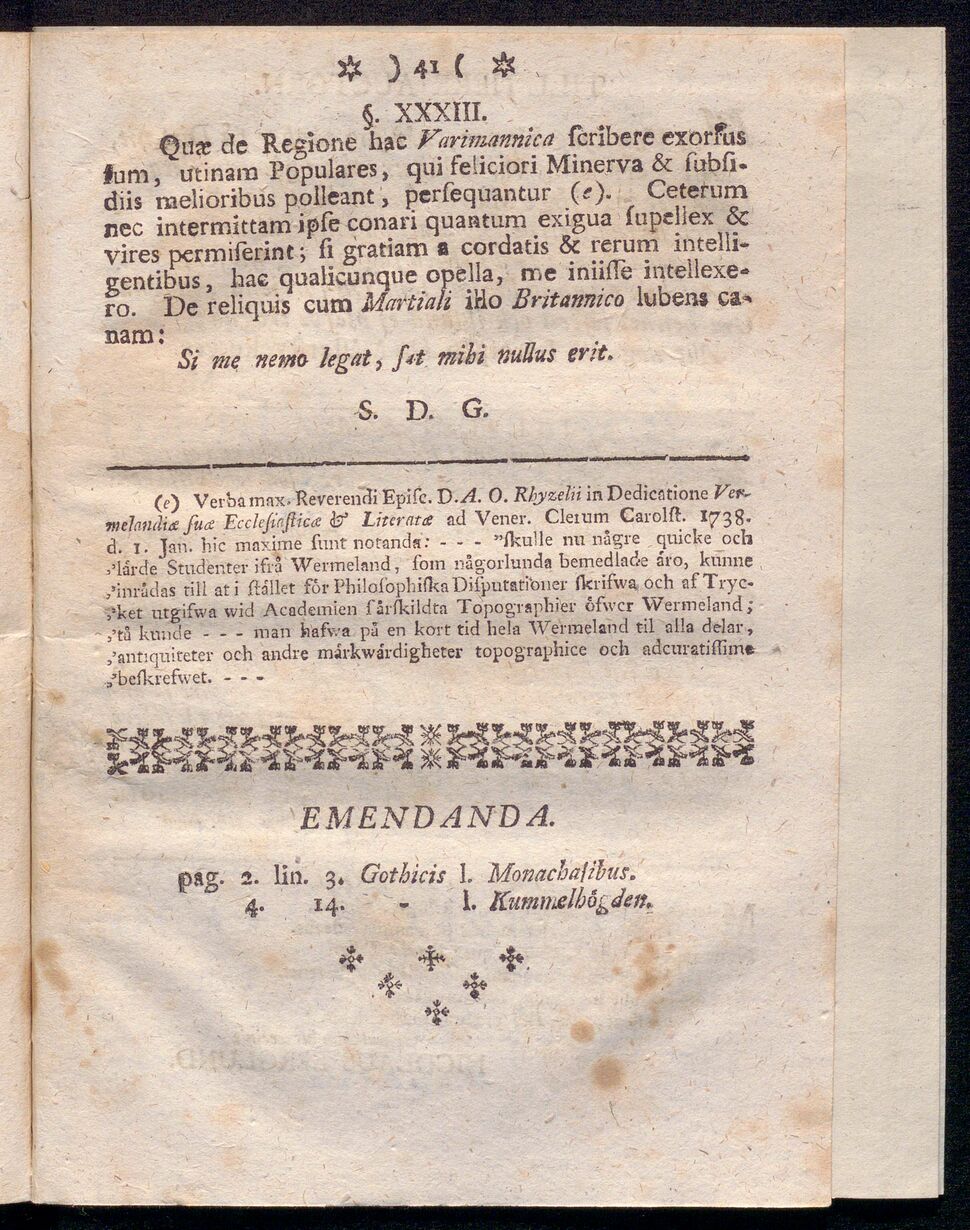 ) 41 (
§. XXXIII.
Quæ de Regione hac Varimannica ſcribere exorſus
ſum, utinam Populares, qui feliciori Minerva & ſubſi-
diis melioribus polleant, perſequantur (e). Ceterum
nec intermittam ipſe conari quantum exigua ſupellex &
vires permiſerint; ſi gratiam a cordatis & rerum intelli-
gentibus, hac qualicunque opella, me iniiſſe intellexe-
ro. De reliquis cum Martiali illo Britannico lubens ca-
nam:
Si me nemo legat, ſat mihi nullus erit.
S. D. G.
(e) Verba max. Reverendi Epiſc. D. A. O. Rhyzelii in Dedicatione Ver-
melandiæ ſuæ Eccleſiaſticæ & Literatæ ad Vener. Clerum Carolſt. 1738.
d. 1. Jan. hic maxime ſunt notanda: - - - ”ſkulle nu någre quicke och
„lärde Studenter ifrå Wermeland, ſom någorlunda bemedlade äro, kunne
„inrådas till at i ſtället för Philoſophiſka Diſputationer ſkrifwa och af Tryc-
„ket utgifwa wid Academien ſärſkildta Topographier öfwer Wermeland;
„tå kunde - - - man hafwa på en kort tid hela Wermeland til alla delar,
„antiquiteter och andre märkwärdigheter topographice och adcuratiſſime
„beſkrefwet. - - -
EMENDANDA.
pag. 2. lin. 3. Gothicis l. Monachalibus.
4. 14. - l. Kummelhögden.